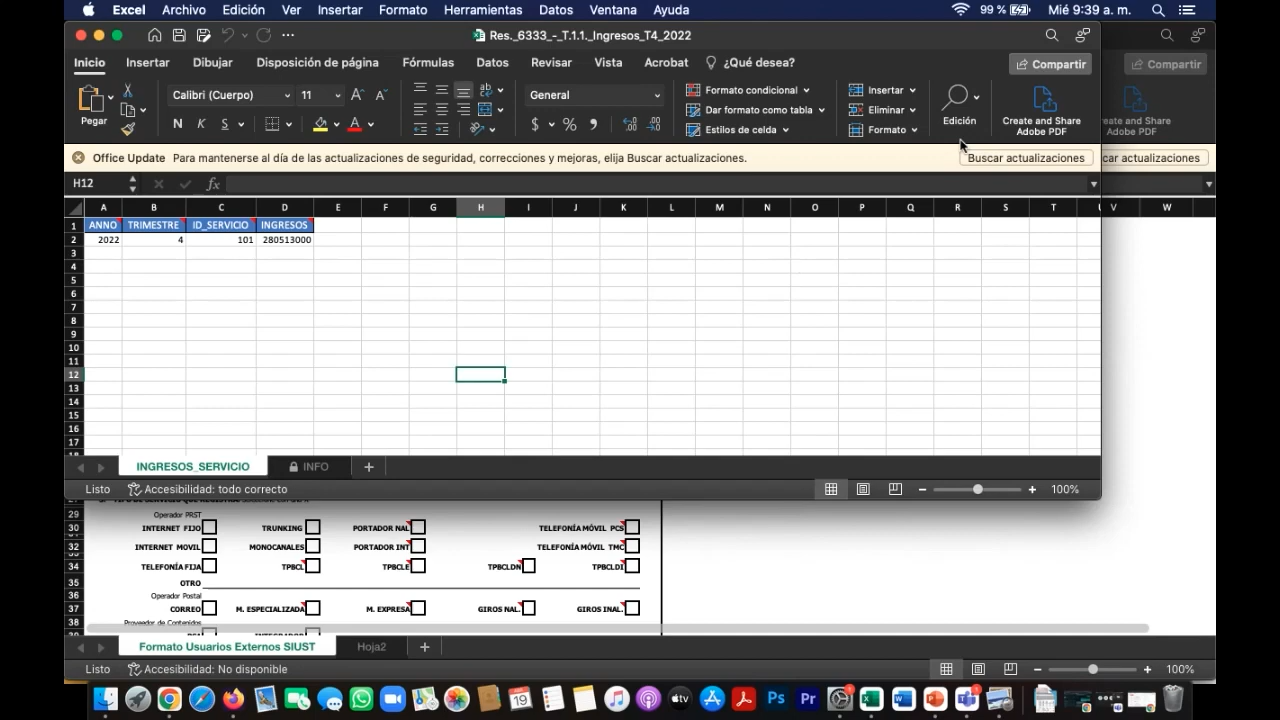 Excel Archivo Edición Ver Insertar Formato Herramientas Datos Ventana Ayuda 99 % Mié 9:39 a. m.
Res._6333_-_T.1.1._Ingresos_T4_2022
Inicio Insertar Dibujar Disposición de página Fórmulas Datos Revisar Vista Acrobat ¿Qué desea? Compartir Compartir
Pegar Calibri (Cuerpo) 11 A A General Formato condicional Insertar
N K S A $ % Dar formato como tabla Eliminar Edición Create and Share Adobe PDF Create and Share Adobe PDF
Estilos de celda Formato
Office Update Para mantenerse al día de las actualizaciones de seguridad, correcciones y mejoras, elija Buscar actualizaciones. Buscar actualizaciones car actualizaciones
H12 fx
A B C D E F G H I J K L M N O P Q R S T V W
1 ANNO TRIMESTRE ID_SERVICIO INGRESOS
2 2022 4 101 280513000
3
4
5
6
7
8
9
10
11
12
13
14
15
16
17
INGRESOS_SERVICIO INFO +
Listo Accesibilidad: todo correcto 100%
29 Operador PRST
30 INTERNET FIJO TRUNKING PORTADOR NAL TELEFONÍA MÓVIL PCS
32 INTERNET MOVIL MONOCANALES PORTADOR INT TELEFONÍA MÓVIL TMC
34 TELEFONÍA FIJA TPBCL TPBCLE TPBCLDN TPBCLDI
35 OTRO
36 Operador Postal
37 CORREO M. ESPECIALIZADA M. EXPRESA GIROS NAL. GIROS INAL.
38 Proveedor de Contenidos
Formato Usuarios Externos SIUST Hoja2 +
Listo Accesibilidad: No disponible 100%
19 tv Ps Pr